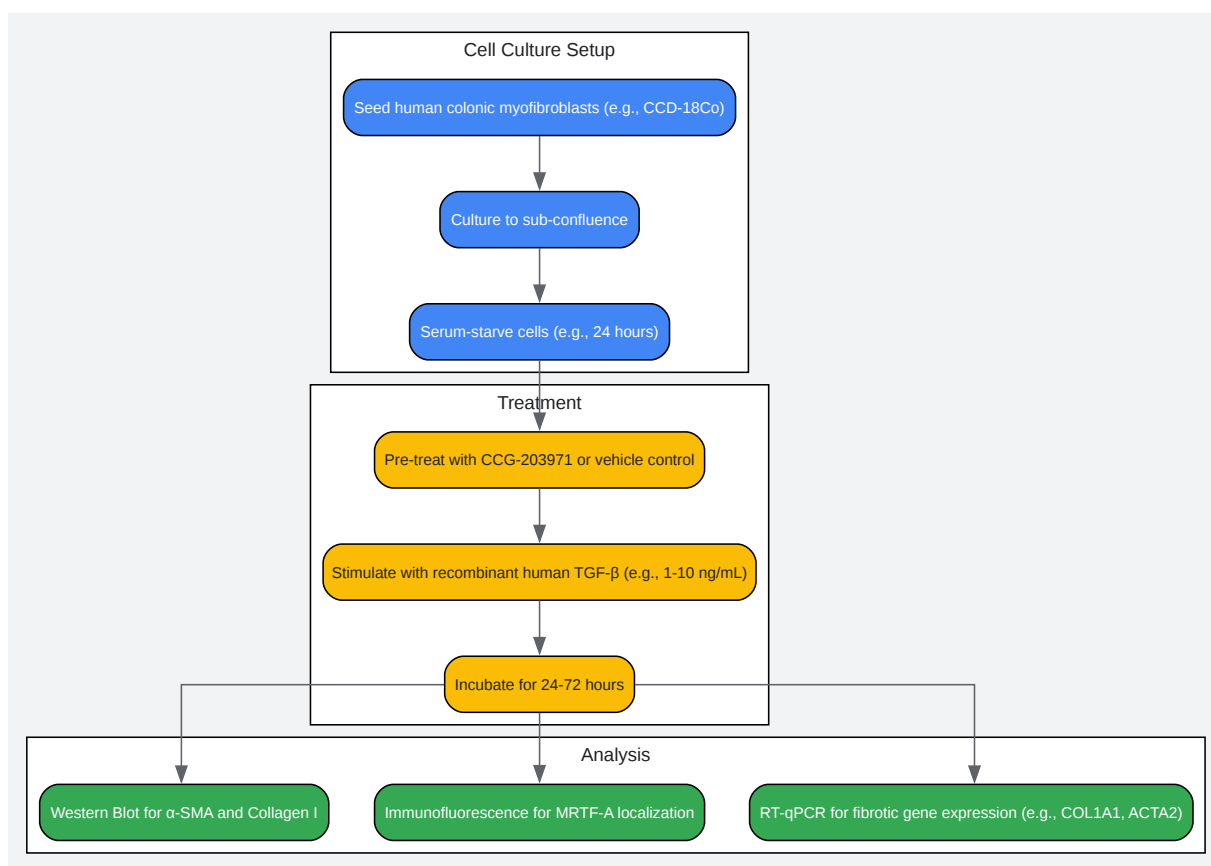 Cell Culture Setup
Seed human colonic myofibroblasts (e.g., CCD-18Co)
Culture to sub-confluence
Serum-starve cells (e.g., 24 hours)
Treatment
Pre-treat with CCG-203971 or vehicle control
Stimulate with recombinant human TGF-β (e.g., 1-10 ng/mL)
Incubate for 24-72 hours
Analysis
Western Blot for α-SMA and Collagen I
Immunofluorescence for MRTF-A localization
RT-qPCR for fibrotic gene expression (e.g., COL1A1, ACTA2)